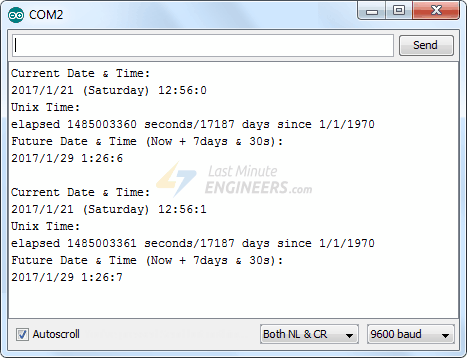 COM2
Send
Current Date & Time:
2017/1/21 (Saturday) 12:56:0
Unix Time:
elapsed 1485003360 seconds/17187 days since 1/1/1970
Future Date & Time (Now + 7days & 30s):
2017/1/29 1:26:6
Last Minute
ENGINEERS.com
Current Date & Time:
2017/1/21 (Saturday) 12:56:1
Unix Time:
elapsed 1485003361 seconds/17187 days since 1/1/1970
Future Date & Time (Now + 7days & 30s):
2017/1/29 1:26:7
Autoscroll
Both NL & CR
9600 baud